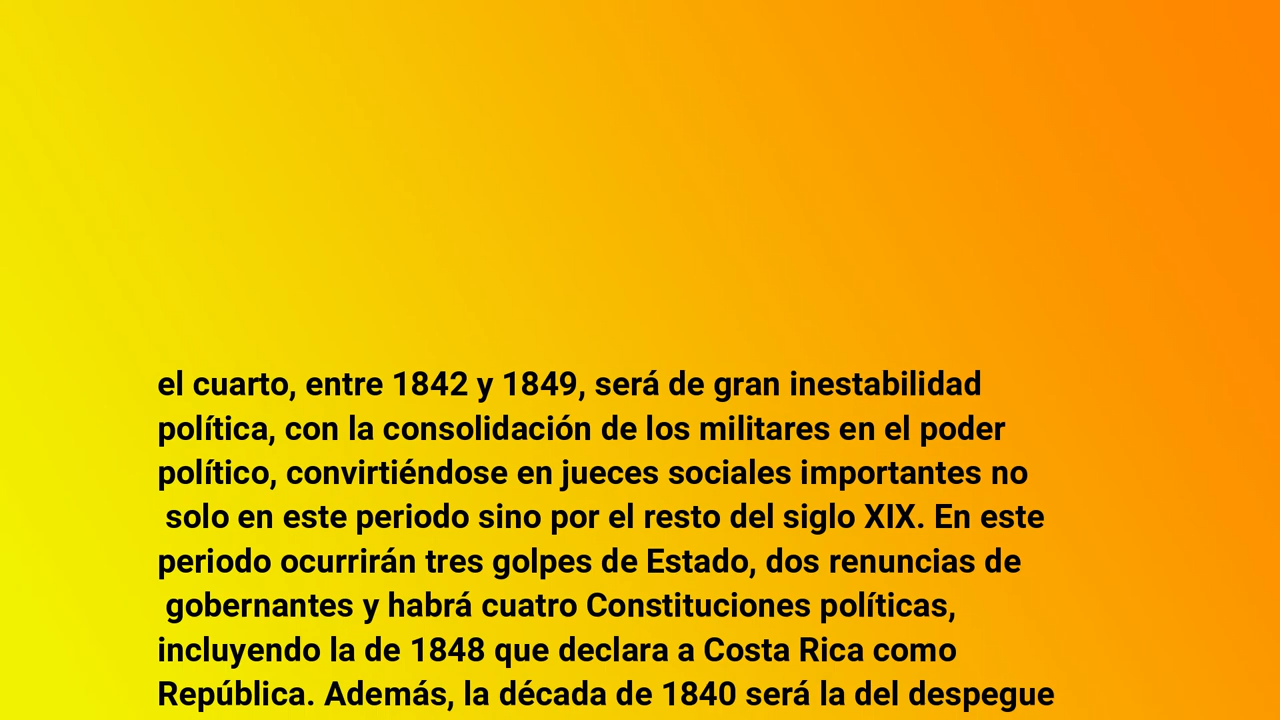 el cuarto, entre 1842 y 1849, será de gran inestabilidad
política, con la consolidación de los militares en el poder
político, convirtiéndose en jueces sociales importantes no
solo en este periodo sino por el resto del siglo XIX. En este
periodo ocurrirán tres golpes de Estado, dos renuncias de
gobernantes y habrá cuatro Constituciones políticas,
incluyendo la de 1848 que declara a Costa Rica como
República. Además, la década de 1840 será la del despegue